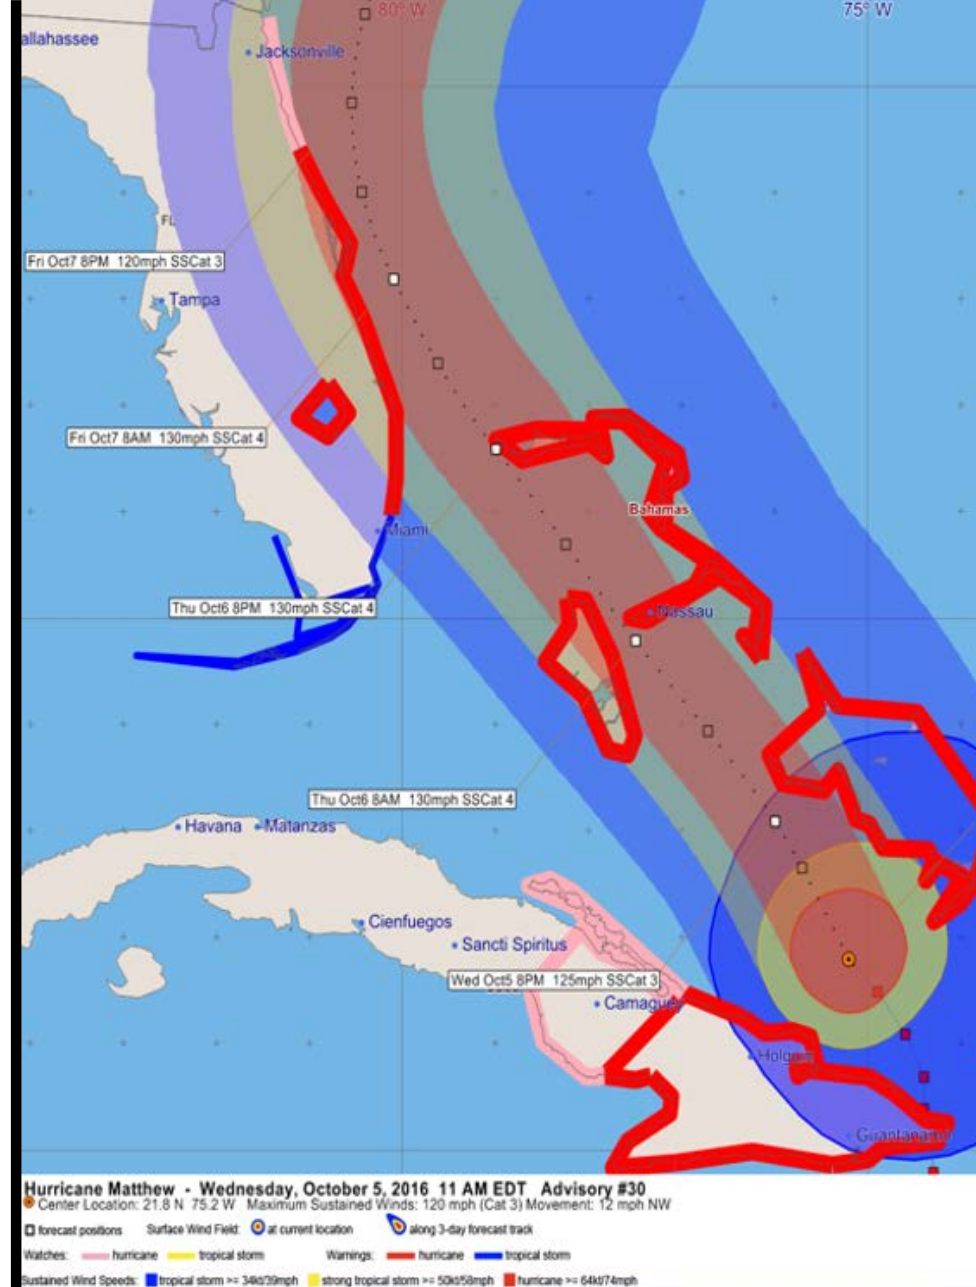 80° W
75° W
allahassee
Jacksonville
FL
Fri Oct7 8PM 120mph SSCat 3
Tampa
Fri Oct7 8AM 130mph SSCat 4
Bahamas
Miami
Thu Oct6 8PM 130mph SSCat 4
Nassau
Thu Oct6 8AM 130mph SSCat 4
Havana
Matanzas
Cienfuegos
Sancti Spiritus
Wed Oct5 8PM 125mph SSCat 3
Camaguey
Holguin
Guantanamo
Hurricane Matthew - Wednesday, October 5, 2016 11 AM EDT Advisory #30
Center Location: 21.8 N 75.2 W Maximum Sustained Winds: 120 mph (Cat 3) Movement: 12 mph NW
forecast positions Surface Wind Field: at current location along 3-day forecast track
Watches: hurricane tropical storm Warnings: hurricane tropical storm
Sustained Wind Speeds: tropical storm >= 34kt/39mph strong tropical storm >= 50kt/58mph hurricane >= 64kt/74mph